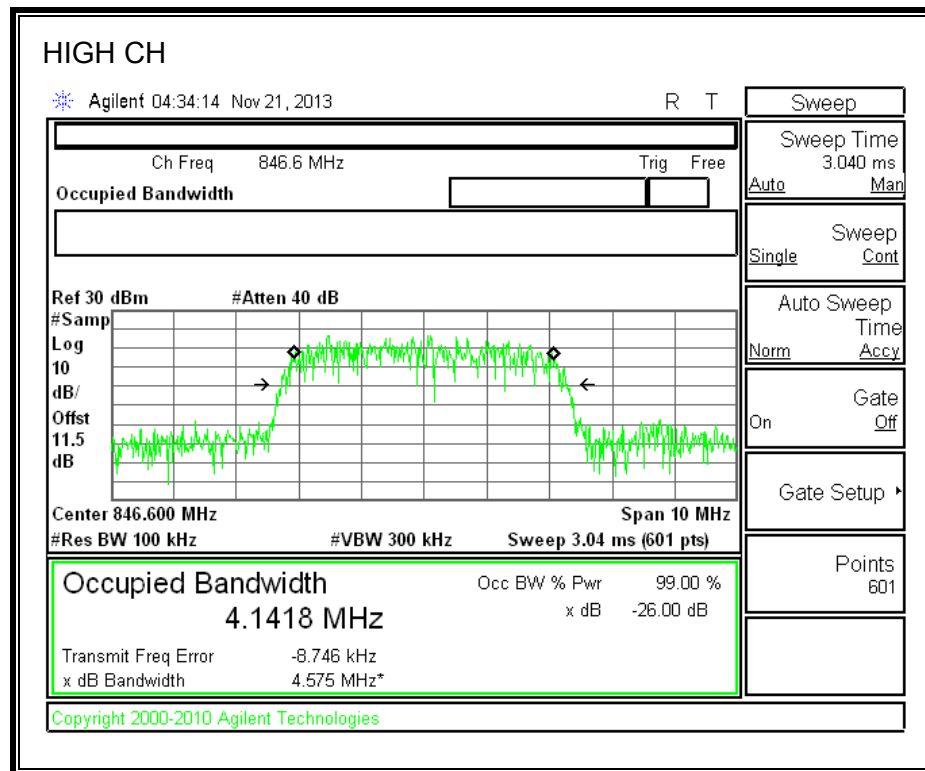 HIGH CH
Agilent 04:34:14 Nov 21, 2013 R T
Sweep
Ch Freq 846.6 MHz Trig Free
Occupied Bandwidth
Sweep Time
3.040 ms
Auto Man
Sweep
Single Cont
Auto Sweep
Time
Norm Accy
Gate
On Off
Gate Setup
Points
601
Ref 30 dBm #Atten 40 dB
#Samp
Log
10
dB/
Offst
11.5
dB
Center 846.600 MHz Span 10 MHz
#Res BW 100 kHz #VBW 300 kHz Sweep 3.04 ms (601 pts)
Occupied Bandwidth Occ BW % Pwr 99.00 %
4.1418 MHz x dB -26.00 dB
Transmit Freq Error -8.746 kHz
x dB Bandwidth 4.575 MHz*
Copyright 2000-2010 Agilent Technologies